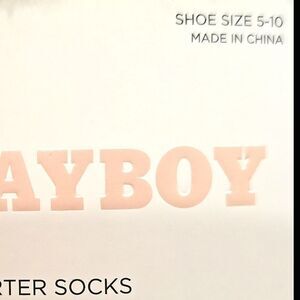 SHOE SIZE 5-10
MADE IN CHINA
AYBOY
RTER SOCKS